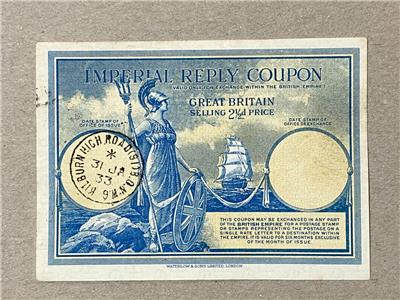 IMPERIAL REPLY COUPON
(VALID ONLY FOR EXCHANGE WITHIN THE BRITISH EMPIRE)
GREAT BRITAIN
SELLING 2½d PRICE
DATE STAMP OF
OFFICE OF ISSUE
DATE STAMP OF
OFFICE OF EXCHANGE
KILBURN HIGH ROAD (STD) B.O. N.W.6
*
31 JA
33
THIS COUPON MAY BE EXCHANGED IN ANY PART
OF THE BRITISH EMPIRE FOR A POSTAGE STAMP
OR STAMPS REPRESENTING THE POSTAGE ON A
SINGLE RATE LETTER TO A DESTINATION WITHIN
THE EMPIRE. IT IS VALID FOR SIX MONTHS EXCLUSIVE
OF THE MONTH OF ISSUE
WATERLOW & SONS LIMITED, LONDON